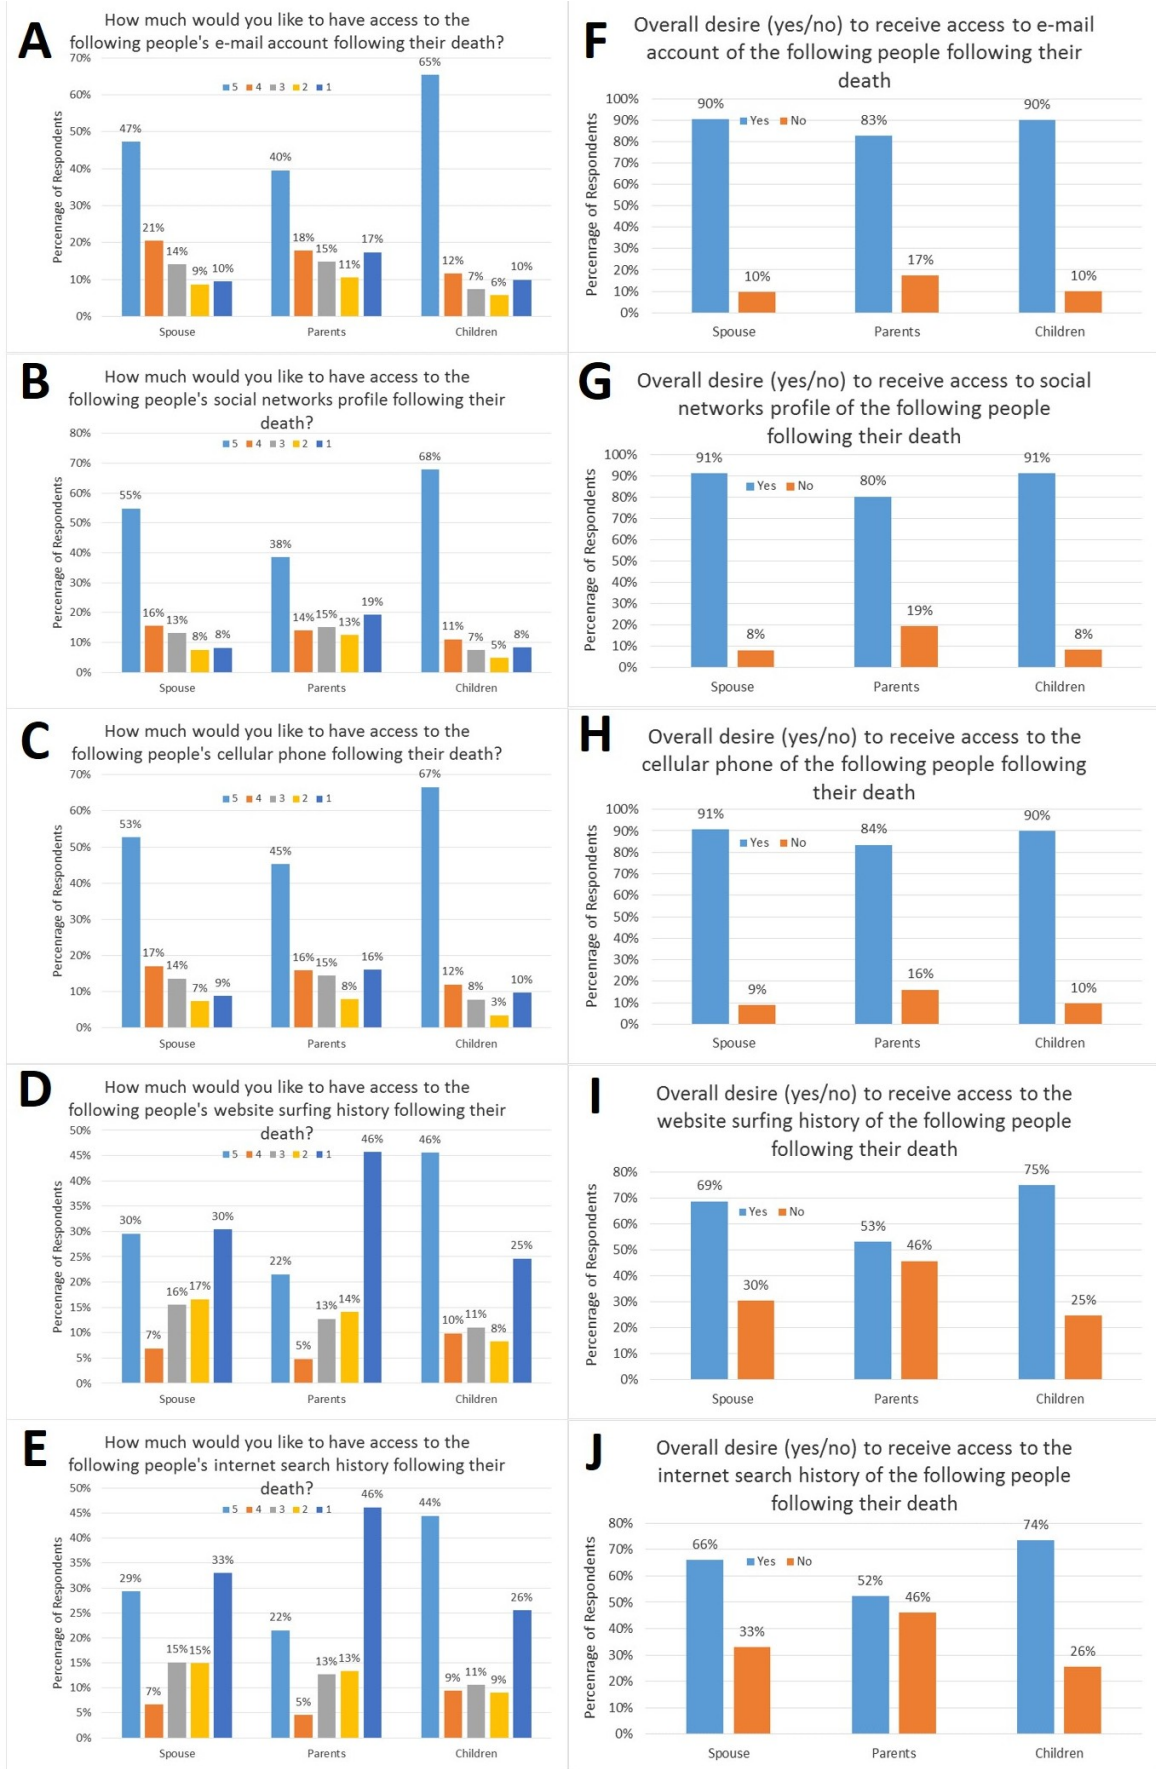 A
How much would you like to have access to the
following people's e-mail account following their death?
70%
60%
50%
40%
30%
20%
10%
0%
Percenrage of Respondents
5 4 3 2 1
47%
21%
14%
9%
10%
40%
18%
15%
11%
17%
65%
12%
7%
6%
10%
Spouse Parents Children
F
Overall desire (yes/no) to receive access to e-mail
account of the following people following their
death
100%
90%
80%
70%
60%
50%
40%
30%
20%
10%
0%
Percenrage of Respondents
Yes No
90%
10%
83%
17%
90%
10%
Spouse Parents Children
B
How much would you like to have access to the
following people's social networks profile following their
death?
80%
70%
60%
50%
40%
30%
20%
10%
0%
Percenrage of Respondents
5 4 3 2 1
55%
16%
13%
8%
8%
38%
14%
15%
13%
19%
68%
11%
7%
5%
8%
Spouse Parents Children
G
Overall desire (yes/no) to receive access to social
networks profile of the following people
following their death
100%
90%
80%
70%
60%
50%
40%
30%
20%
10%
0%
Percenrage of Respondents
Yes No
91%
8%
80%
19%
91%
8%
Spouse Parents Children
C
How much would you like to have access to the
following people's cellular phone following their death?
70%
60%
50%
40%
30%
20%
10%
0%
Percenrage of Respondents
5 4 3 2 1
53%
17%
14%
7%
9%
45%
16%
15%
8%
16%
67%
12%
8%
3%
10%
Spouse Parents Children
H
Overall desire (yes/no) to receive access to the
cellular phone of the following people following
their death
100%
90%
80%
70%
60%
50%
40%
30%
20%
10%
0%
Percenrage of Respondents
Yes No
91%
9%
84%
16%
90%
10%
Spouse Parents Children
D
How much would you like to have access to the
following people's website surfing history following their
death?
50%
45%
40%
35%
30%
25%
20%
15%
10%
5%
0%
Percenrage of Respondents
5 4 3 2 1
30%
7%
16%
17%
30%
22%
5%
13%
14%
46%
46%
10%
11%
8%
25%
Spouse Parents Children
I
Overall desire (yes/no) to receive access to the
website surfing history of the following people
following their death
80%
70%
60%
50%
40%
30%
20%
10%
0%
Percenrage of Respondents
Yes No
69%
30%
53%
46%
75%
25%
Spouse Parents Children
E
How much would you like to have access to the
following people's internet search history following their
death?
50%
45%
40%
35%
30%
25%
20%
15%
10%
5%
0%
Percenrage of Respondents
5 4 3 2 1
29%
7%
15%
15%
33%
22%
5%
13%
13%
46%
44%
9%
11%
9%
26%
Spouse Parents Children
J
Overall desire (yes/no) to receive access to the
internet search history of the following people
following their death
80%
70%
60%
50%
40%
30%
20%
10%
0%
Percenrage of Respondents
Yes No
66%
33%
52%
46%
74%
26%
Spouse Parents Children